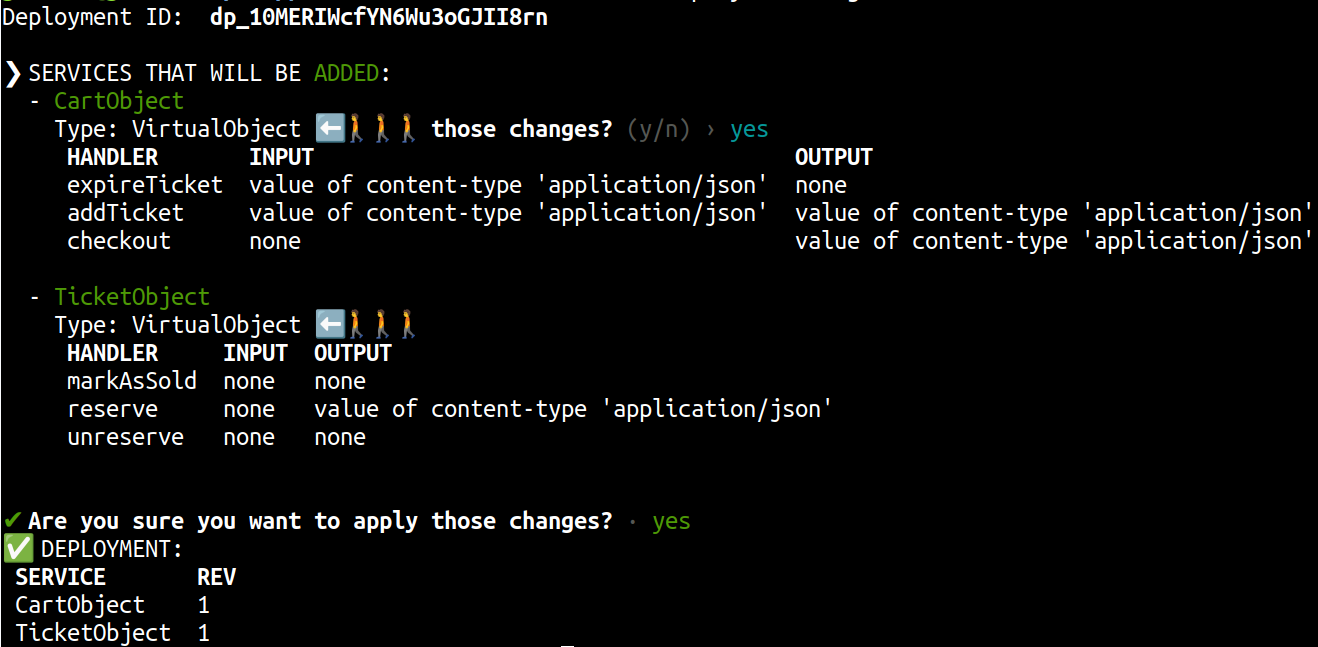 Deployment ID:  dp_10MERIWcfYN6Wu3oGJII8rn
❯ SERVICES THAT WILL BE ADDED:
- CartObject
Type: VirtualObject ⬅️🚶🚶🚶 those changes? (y/n) › yes
HANDLER INPUT OUTPUT
expireTicket value of content-type 'application/json' none
addTicket value of content-type 'application/json' value of content-type 'application/json'
checkout none value of content-type 'application/json'
- TicketObject
Type: VirtualObject ⬅️🚶🚶🚶
HANDLER INPUT OUTPUT
markAsSold none none
reserve none value of content-type 'application/json'
unreserve none none
✔ Are you sure you want to apply those changes? · yes
✅ DEPLOYMENT:
SERVICE REV
CartObject 1
TicketObject 1